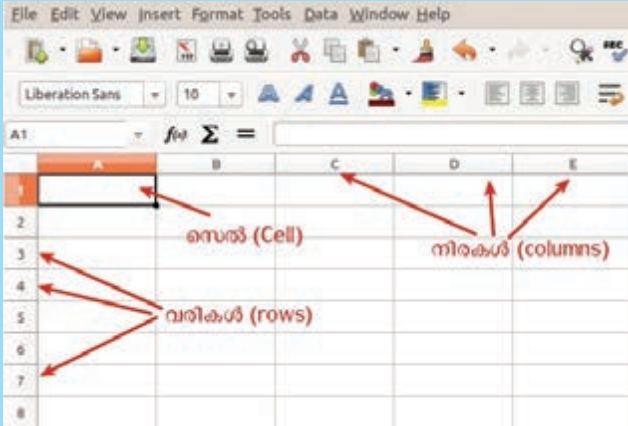 File Edit View Insert Format Tools Data Window Help
Liberation Sans 10
A1 f(x) Σ =
A B C D E
1
2
സെൽ (Cell)
നിരകൾ (columns)
3
4
വരികൾ (rows)
5
6
7
8